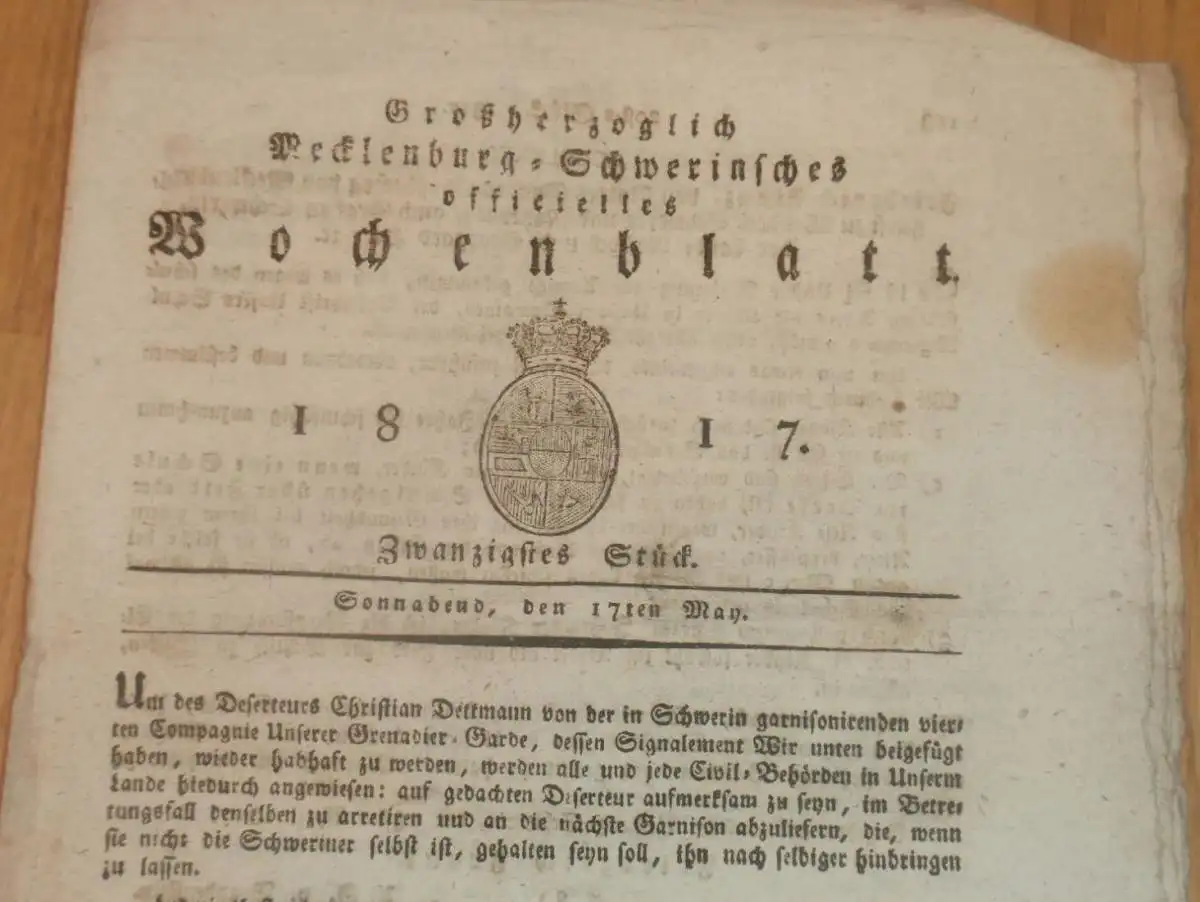 Großherzoglich
Mecklenburg-Schwerinsches
officielles
Wochenblatt.
1817.
Zwanzigstes Stück.
Sonnabend, den 17ten May.
Um des Deserteurs Christian Dettmann von der in Schwerin garnisonirenden vier-
ten Compagnie Unserer Grenadier-Garde, dessen Signalement Wir unten beigefügt
haben, wieder habhaft zu werden, werden alle und jede Civil-Behörden in Unserm
Lande hiedurch angewiesen: auf gedachten Deserteur aufmerksam zu seyn, im Betre-
tungsfall denselben zu arretiren und an die nächste Garnison abzuliefern, die, wenn
sie nicht die Schweriner selbst ist, gehalten seyn soll, ihn nach selbiger hinbringen
zu lassen.